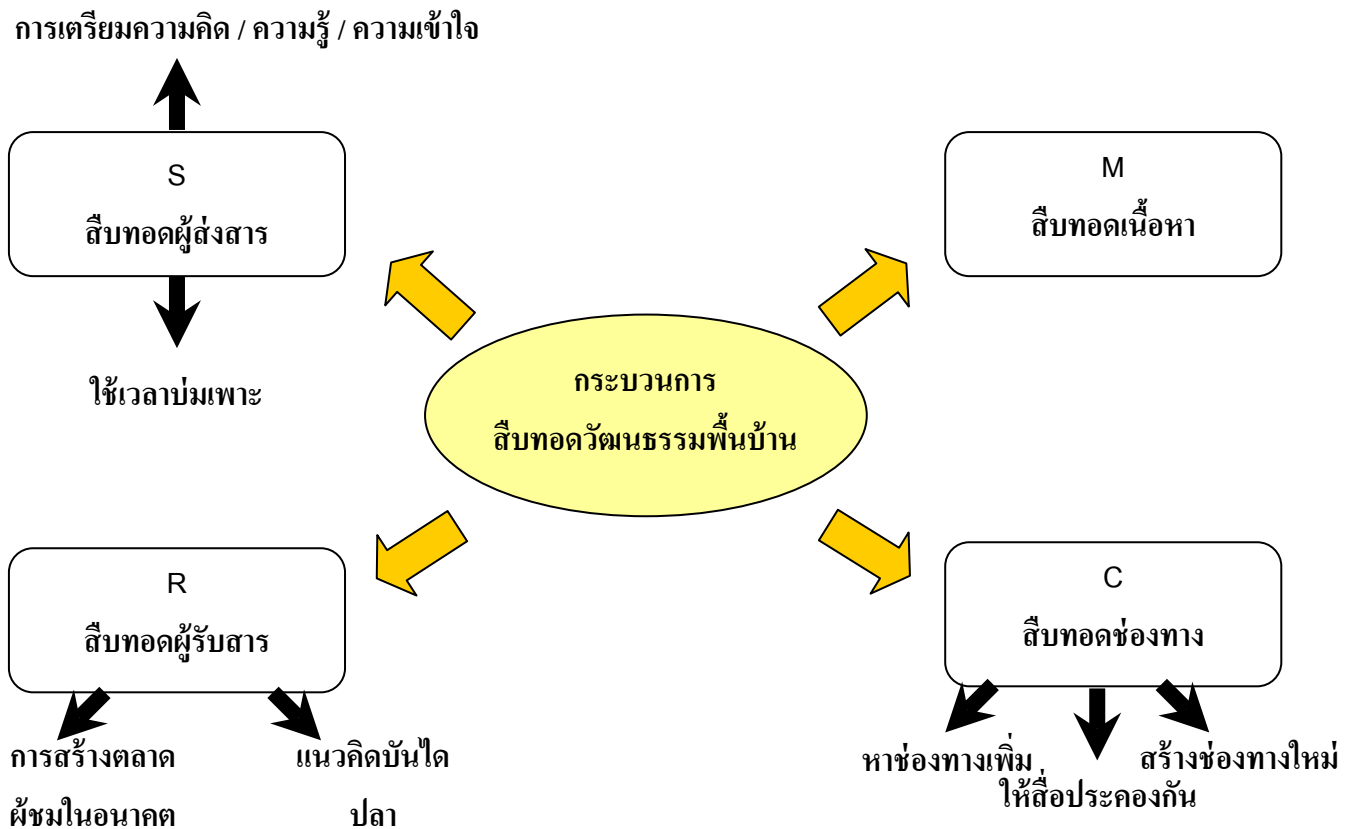 การเตรียมความคิด / ความรู้ / ความเข้าใจ
S
สืบทอดผู้ส่งสาร
ใช้เวลาบ่มเพาะ
M
สืบทอดเนื้อหา
กระบวนการ
สืบทอดวัฒนธรรมพื้นบ้าน
R
สืบทอดผู้รับสาร
การสร้างตลาด
ผู้ชมในอนาคต
แนวคิดบันได
ปลา
C
สืบทอดช่องทาง
หาช่องทางเพิ่ม
ให้สื่อประคองกัน
สร้างช่องทางใหม่